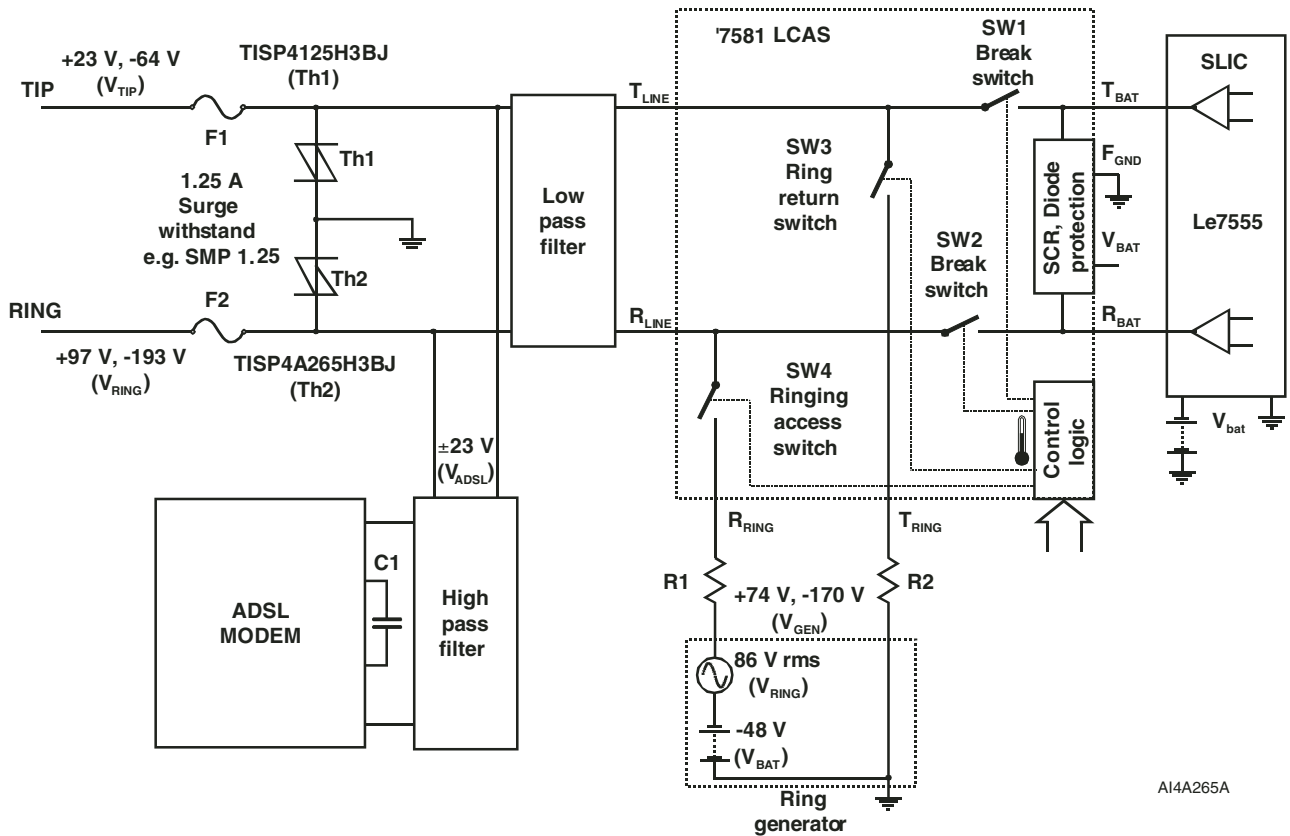 '7581 LCAS
SW1
Break
switch
SLIC
+23 V, -64 V
(VTIP)
TIP
TISP4125H3BJ
(Th1)
TLINE
TBAT
F1
Th1
1.25 A
Surge
withstand
e.g. SMP 1.25
Th2
Low
pass
filter
SW3
Ring
return
switch
SW2
Break
switch
SCR, Diode
protection
FGND
VBAT
Le7555
RING
F2
RLINE
RBAT
+97 V, -193 V
(VRING)
TISP4A265H3BJ
(Th2)
SW4
Ringing
access
switch
Control
logic
Vbat
±23 V
(VADSL)
RRING
TRING
C1
R1
R2
+74 V, -170 V
(VGEN)
ADSL
MODEM
High
pass
filter
86 V rms
(VRING)
-48 V
(VBAT)
Ring
generator
AI4A265A